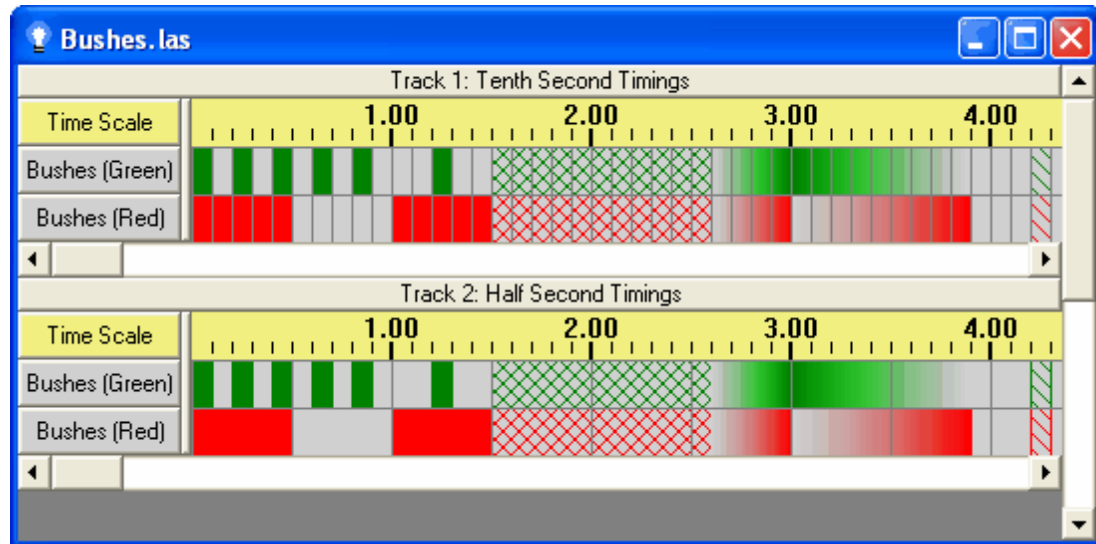 Bushes.las
Track 1: Tenth Second Timings
Time Scale 1.00 2.00 3.00 4.00
Bushes (Green)
Bushes (Red)
Track 2: Half Second Timings
Time Scale 1.00 2.00 3.00 4.00
Bushes (Green)
Bushes (Red)